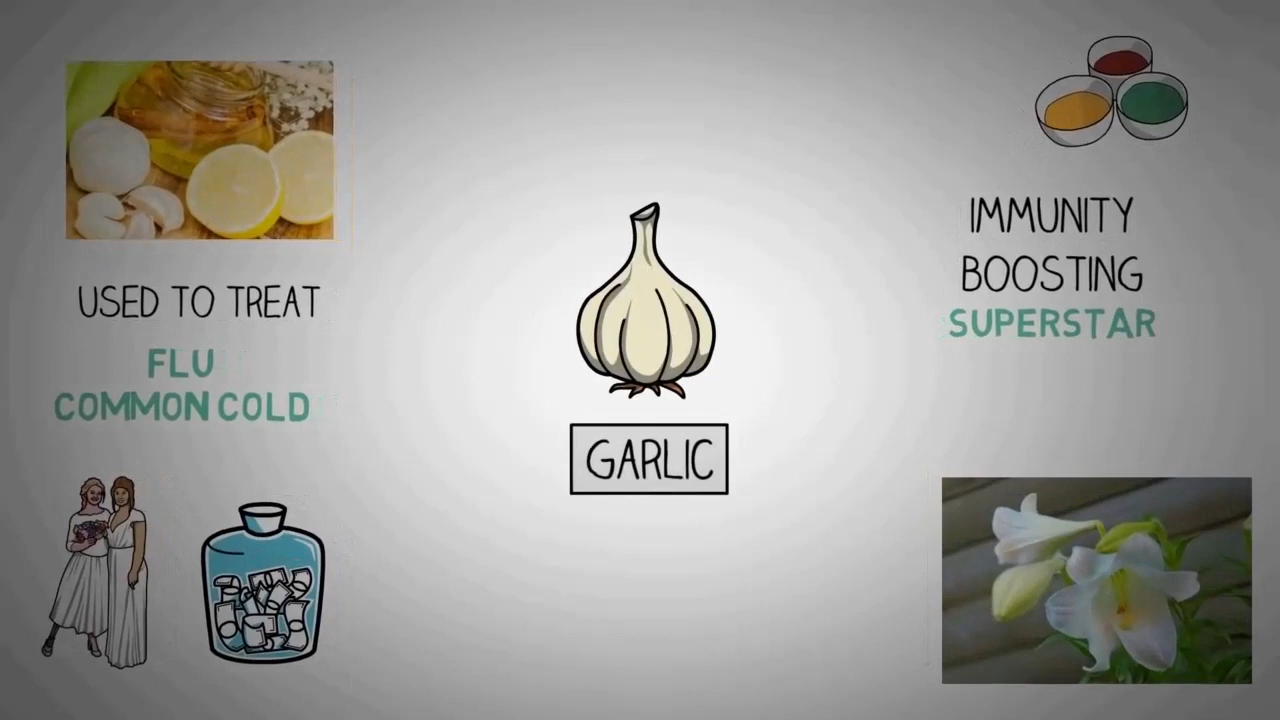 USED TO TREAT
FLU
COMMON COLD
GARLIC
IMMUNITY
BOOSTING
SUPERSTAR